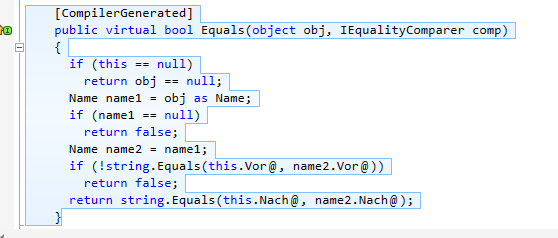 [CompilerGenerated]
public virtual bool Equals(object obj, IEqualityComparer comp)
{
if (this == null)
return obj == null;
Name name1 = obj as Name;
if (name1 == null)
return false;
Name name2 = name1;
if (!string.Equals(this.Vor@, name2.Vor@))
return false;
return string.Equals(this.Nach@, name2.Nach@);
}